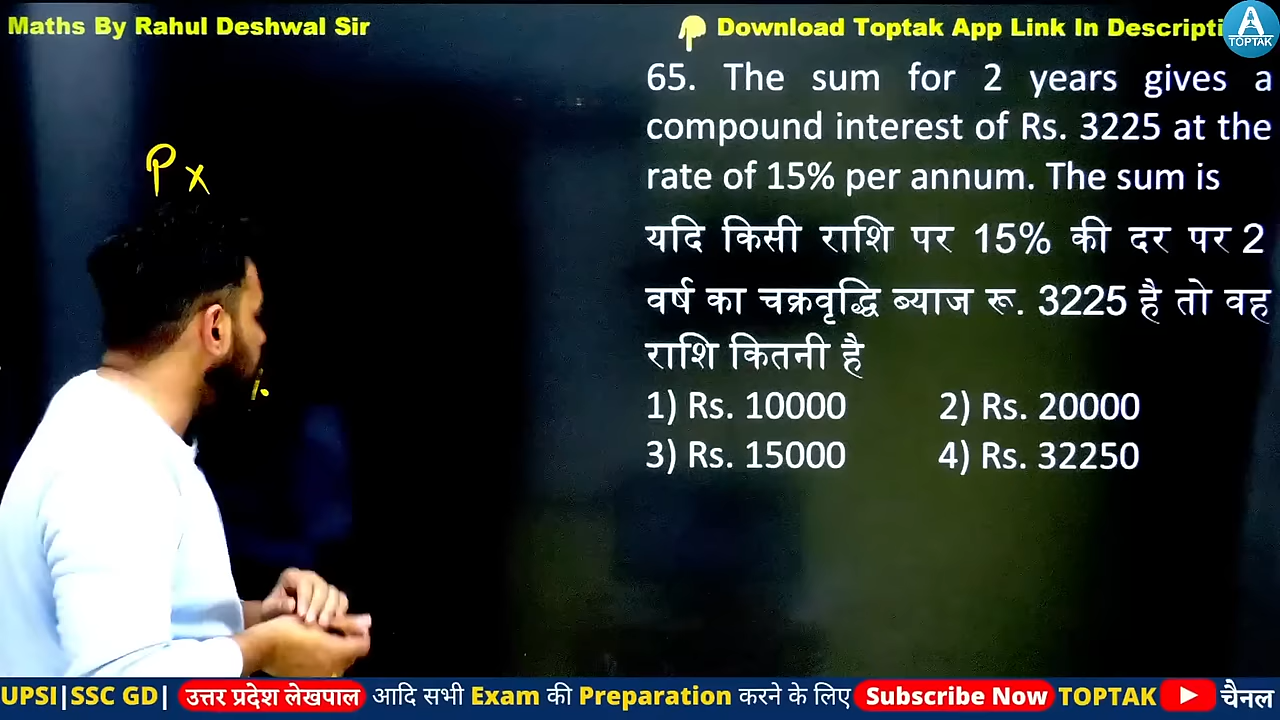 Maths By Rahul Deshwal Sir
Download Toptak App Link In Descripti
TOPTAK
65. The sum for 2 years gives a
compound interest of Rs. 3225 at the
rate of 15% per annum. The sum is
यदि किसी राशि पर 15% की दर पर 2
वर्ष का चक्रवृद्धि ब्याज रू. 3225 है तो वह
राशि कितनी है
1) Rs. 10000 2) Rs. 20000
3) Rs. 15000 4) Rs. 32250
P x
UPSI|SSC GD| उत्तर प्रदेश लेखपाल आदि सभी Exam की Preparation करने के लिए Subscribe Now TOPTAK चैनल